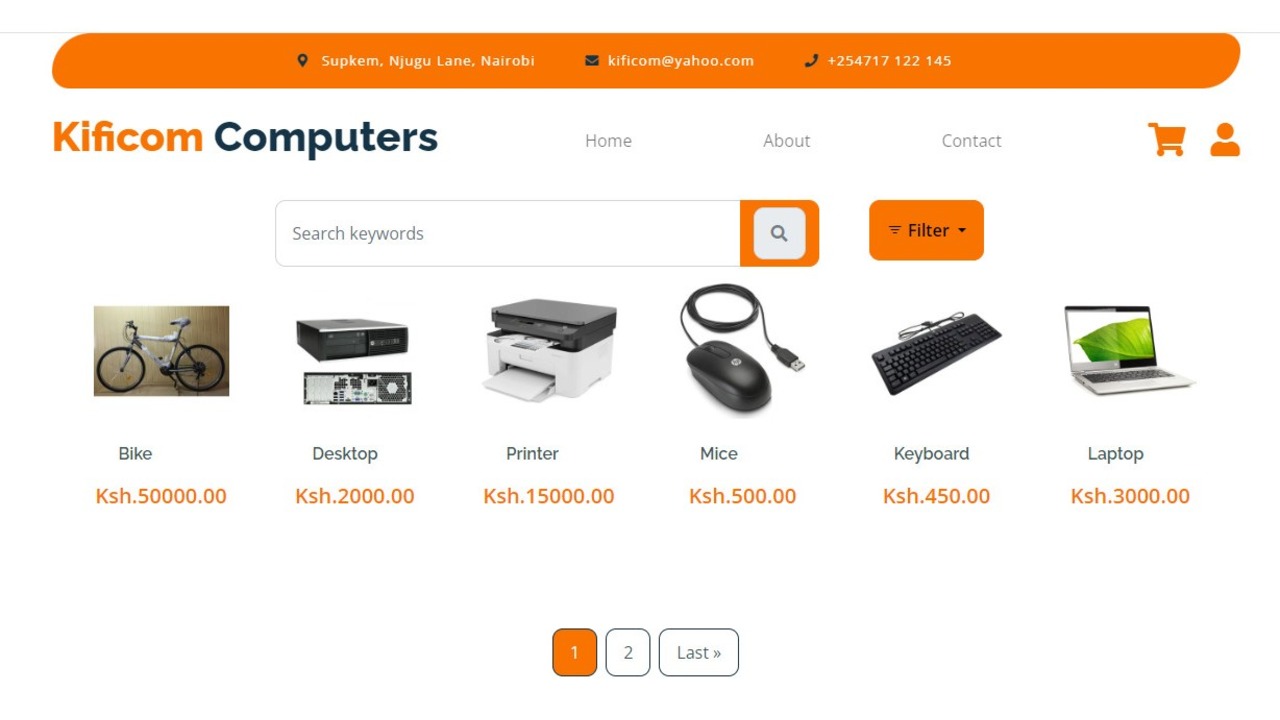 Supkem, Njugu Lane, Nairobi kificom@yahoo.com +254717 122 145
Kificom Computers Home About Contact
Search keywords Filter
Bike Desktop Printer Mice Keyboard Laptop
Ksh.50000.00 Ksh.2000.00 Ksh.15000.00 Ksh.500.00 Ksh.450.00 Ksh.3000.00
1 2 Last »